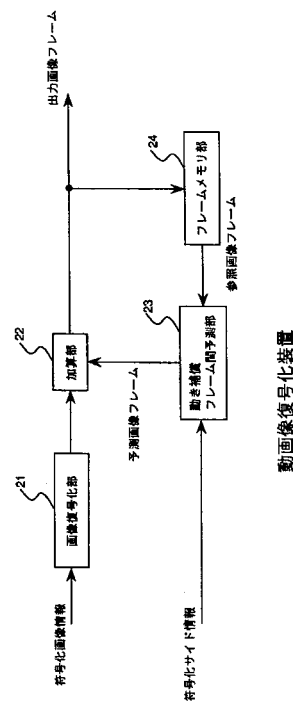 符号化画像情報
21
画像復号化部
22
加算部
出力画像フレーム
予測画像フレーム
24
フレームメモリ部
参照画像フレーム
23
動き補償
フレーム間予測部
符号化サイド情報
動画像復号化装置